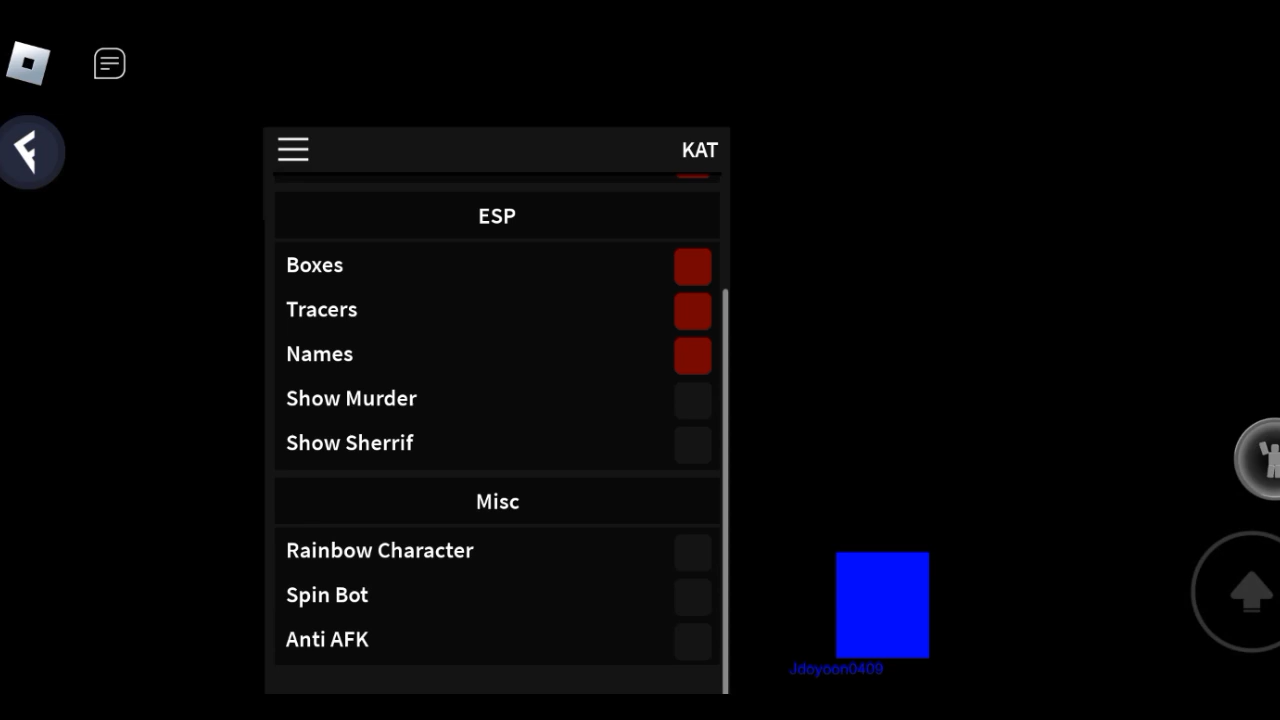 KAT
ESP
Boxes
Tracers
Names
Show Murder
Show Sherrif
Misc
Rainbow Character
Spin Bot
Anti AFK
Jdoyoon0409